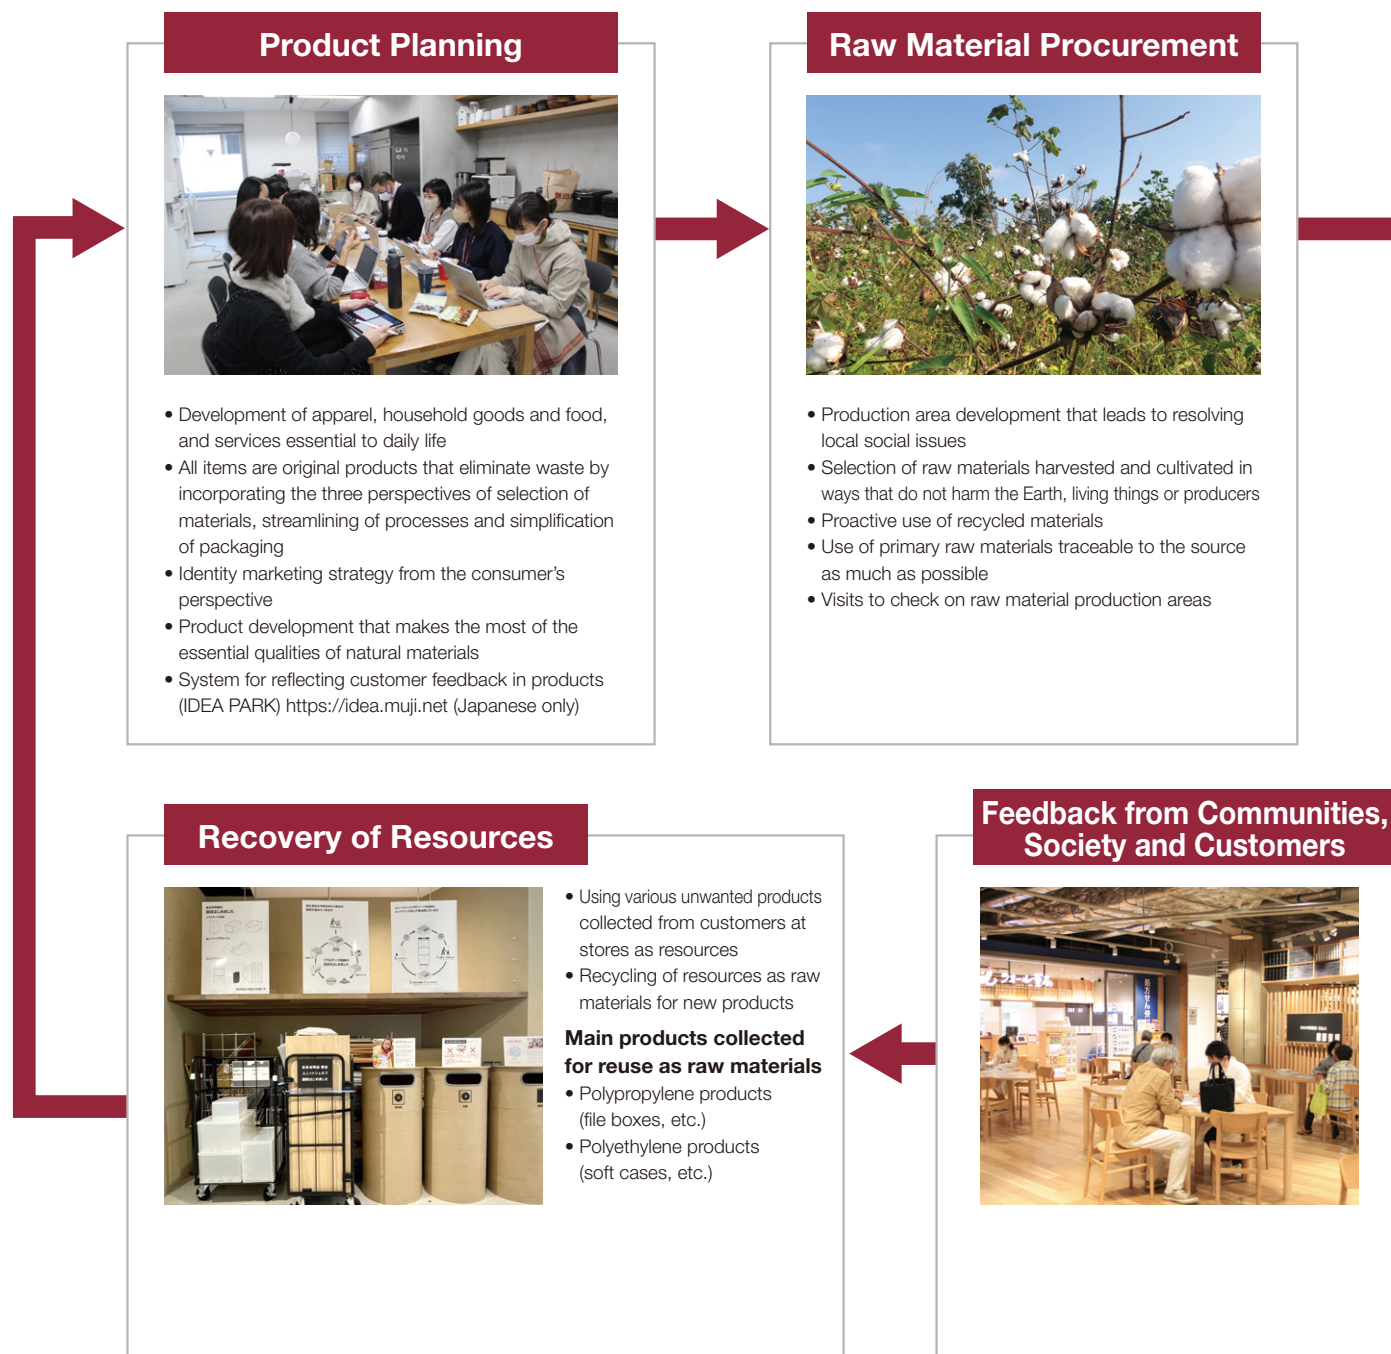 Product Planning
• Development of apparel, household goods and food,
and services essential to daily life
• All items are original products that eliminate waste by
incorporating the three perspectives of selection of
materials, streamlining of processes and simplification
of packaging
• Identity marketing strategy from the consumer’s
perspective
• Product development that makes the most of the
essential qualities of natural materials
• System for reflecting customer feedback in products
(IDEA PARK) https://idea.muji.net (Japanese only)
Raw Material Procurement
• Production area development that leads to resolving
local social issues
• Selection of raw materials harvested and cultivated in
ways that do not harm the Earth, living things or producers
• Proactive use of recycled materials
• Use of primary raw materials traceable to the source
as much as possible
• Visits to check on raw material production areas
Feedback from Communities,
Society and Customers
処方せん受
Recovery of Resources
• Using various unwanted products
collected from customers at
stores as resources
• Recycling of resources as raw
materials for new products
Main products collected
for reuse as raw materials
• Polypropylene products
(file boxes, etc.)
• Polyethylene products
(soft cases, etc.)